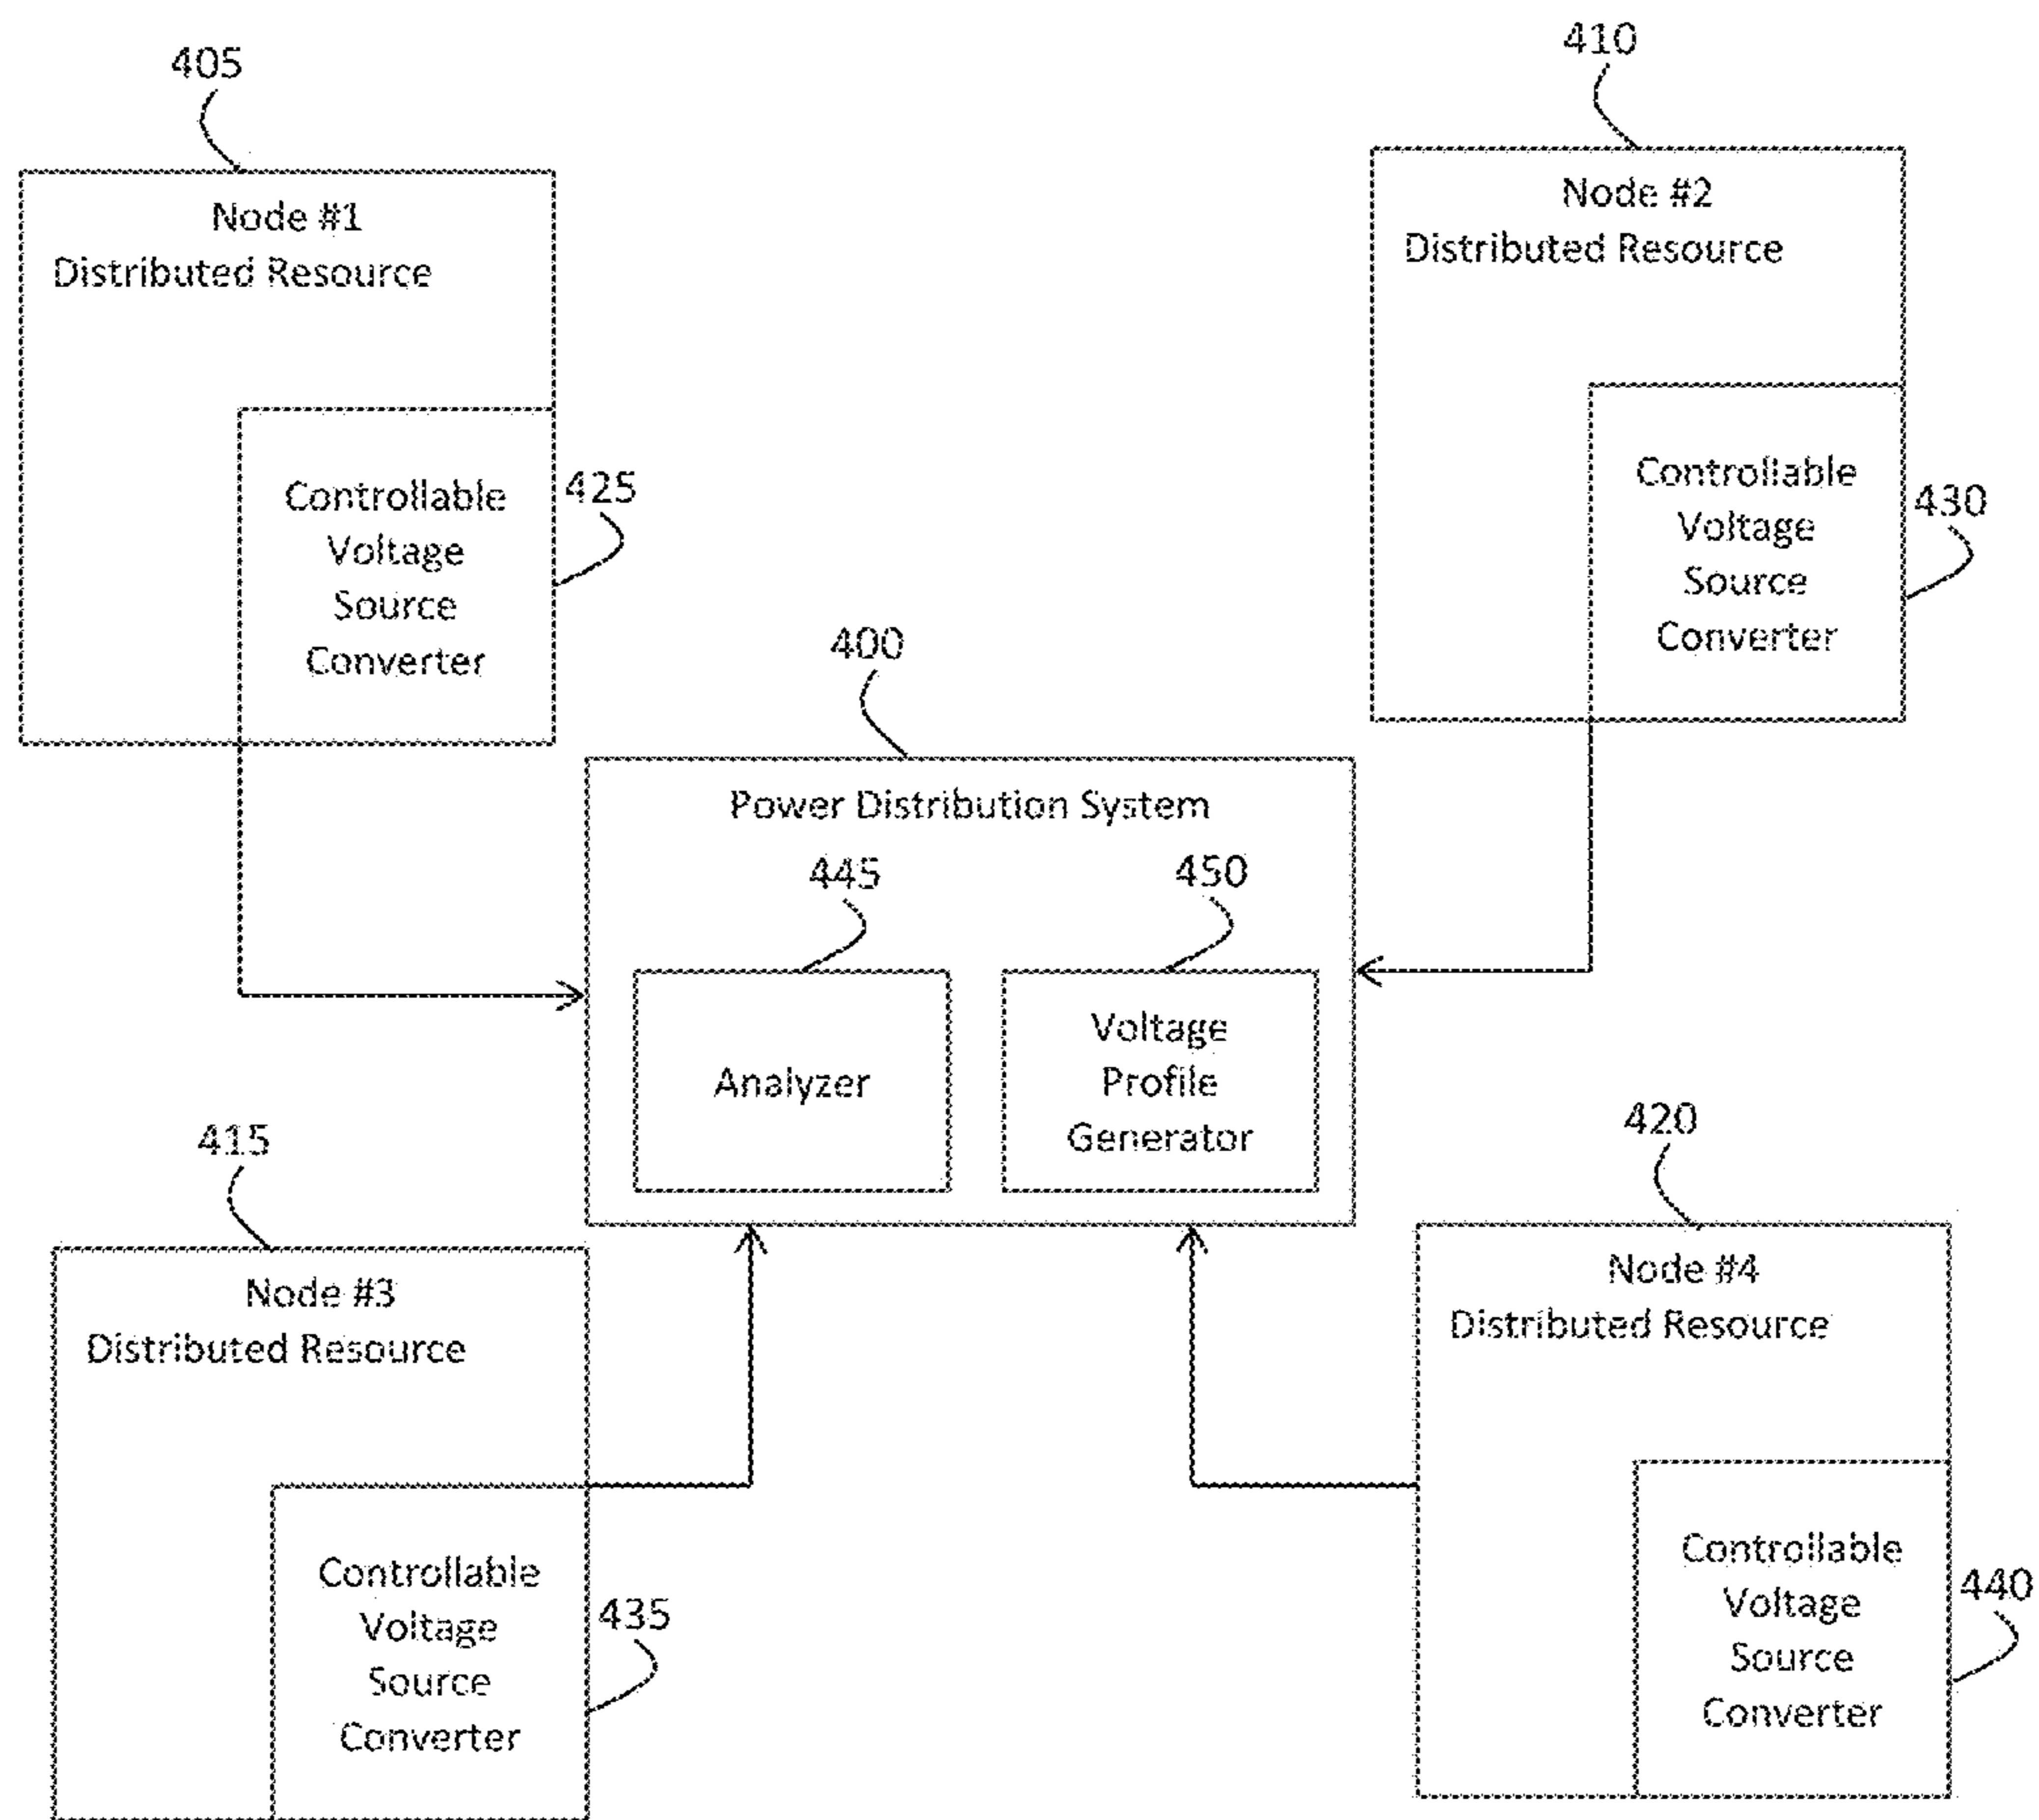 405
Node #1
Distributed Resource
Controllable
Voltage
Source
Converter
425
410
Node #2
Distributed Resource
Controllable
Voltage
Source
Converter
430
400
Power Distribution System
445
Analyzer
450
Voltage
Profile
Generator
415
Node #3
Distributed Resource
Controllable
Voltage
Source
Converter
435
420
Node #4
Distributed Resource
Controllable
Voltage
Source
Converter
440